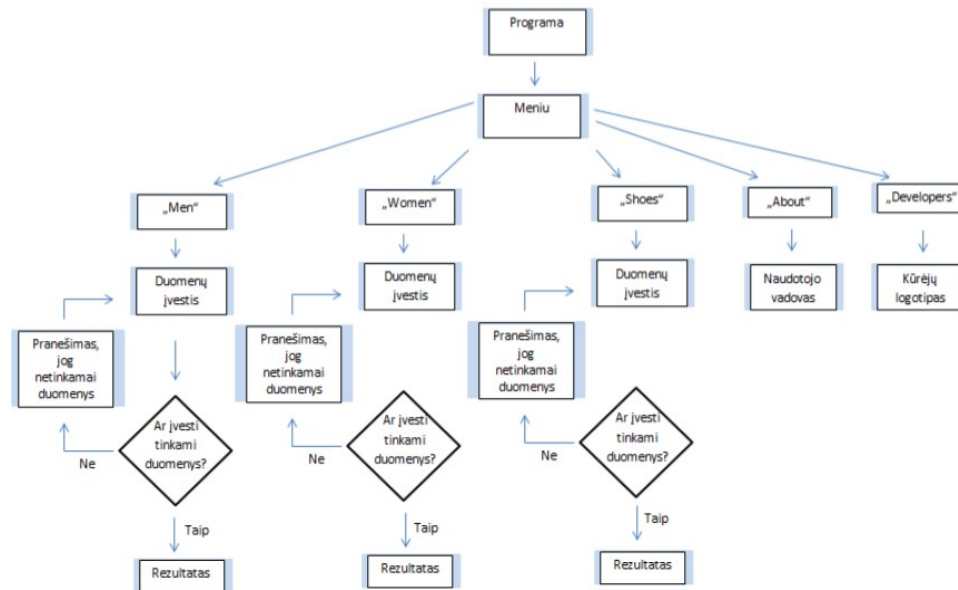 Programa
Meniu
„Men“
„Women“
„Shoes“
„About“
„Developers“
Duomenų
įvestis
Duomenų
įvestis
Duomenų
įvestis
Naudotojo
vadovas
Kūrėjų
logotipas
Pranešimas,
jog
netinkamai
duomenys
Pranešimas,
jog
netinkamai
duomenys
Pranešimas,
jog
netinkamai
duomenys
Ar įvesti
tinkami
duomenys?
Ar įvesti
tinkami
duomenys?
Ar įvesti
tinkami
duomenys?
Ne
Ne
Ne
Taip
Taip
Taip
Rezultatas
Rezultatas
Rezultatas